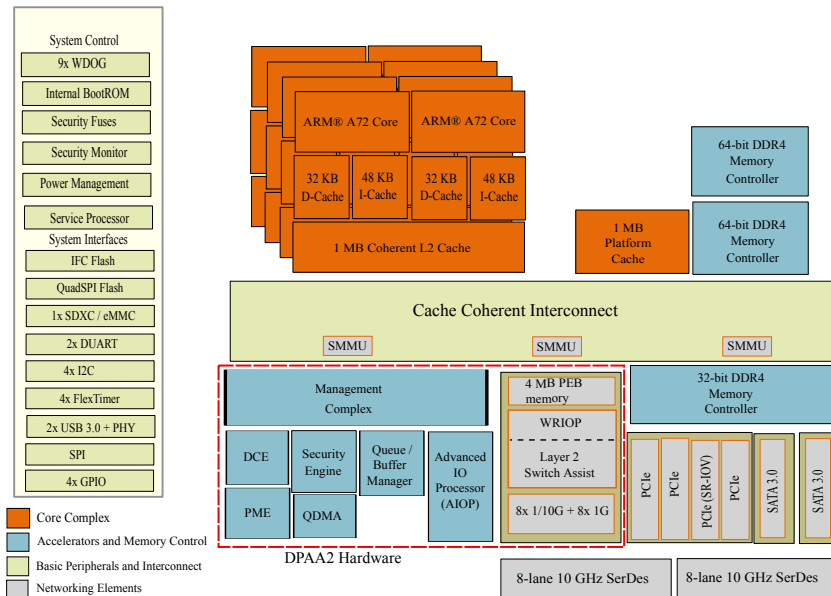 System Control
9x WDOG
Internal BootROM
Security Fuses
Security Monitor
Power Management
Service Processor
System Interfaces
IFC Flash
QuadSPI Flash
1x SDXC / eMMC
2x DUART
4x I2C
4x FlexTimer
2x USB 3.0 + PHY
SPI
4x GPIO
Core Complex
Accelerators and Memory Control
Basic Peripherals and Interconnect
Networking Elements
ARM® A72 Core
ARM® A72 Core
32 KB
D-Cache
48 KB
I-Cache
32 KB
D-Cache
48 KB
I-Cache
1 MB Coherent L2 Cache
1 MB
Platform
Cache
64-bit DDR4
Memory
Controller
64-bit DDR4
Memory
Controller
Cache Coherent Interconnect
SMMU
SMMU
SMMU
Management
Complex
DCE
Security
Engine
Queue /
Buffer
Manager
Advanced
IO
Processor
(AIOP)
PME
QDMA
DPAA2 Hardware
4 MB PEB
memory
WRIOP
Layer 2
Switch Assist
8x 1/10G + 8x 1G
32-bit DDR4
Memory
Controller
PCIe
PCIe
PCIe (SR-IOV)
PCIe
SATA 3.0
SATA 3.0
8-lane 10 GHz SerDes
8-lane 10 GHz SerDes